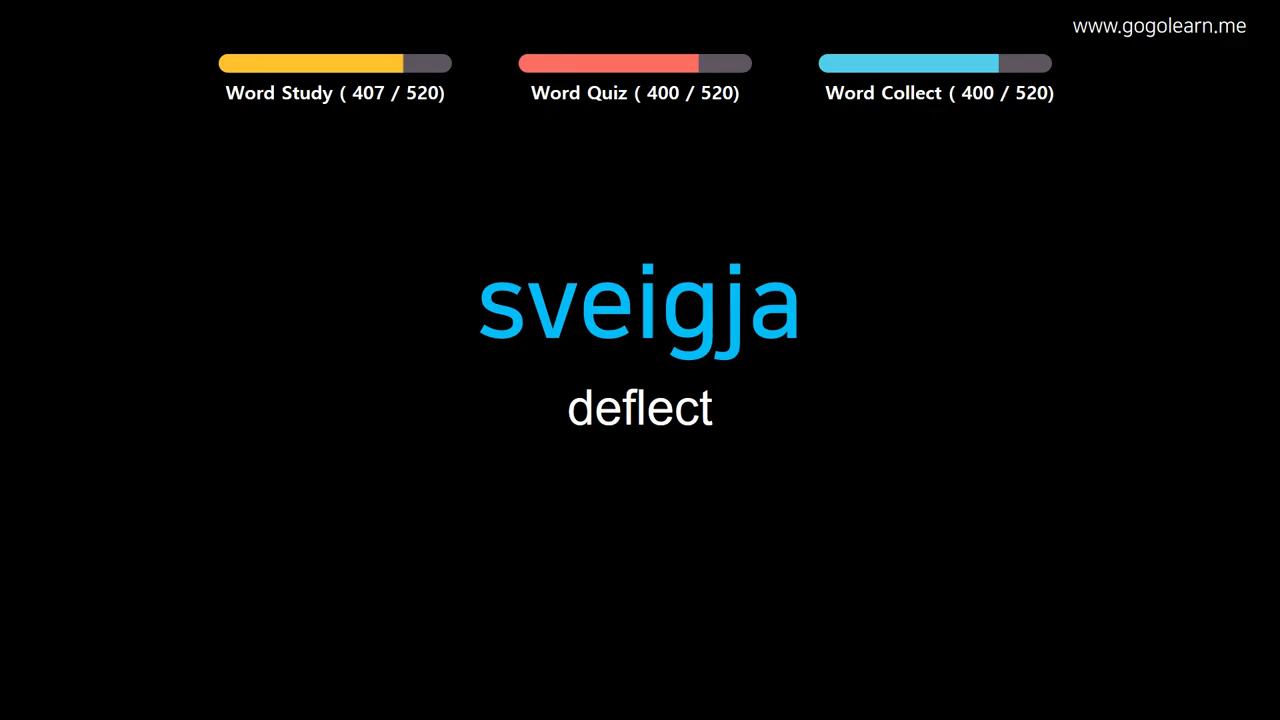 www.gogolearn.me
Word Study ( 407 / 520)
Word Quiz ( 400 / 520)
Word Collect ( 400 / 520)
sveigja
deflect